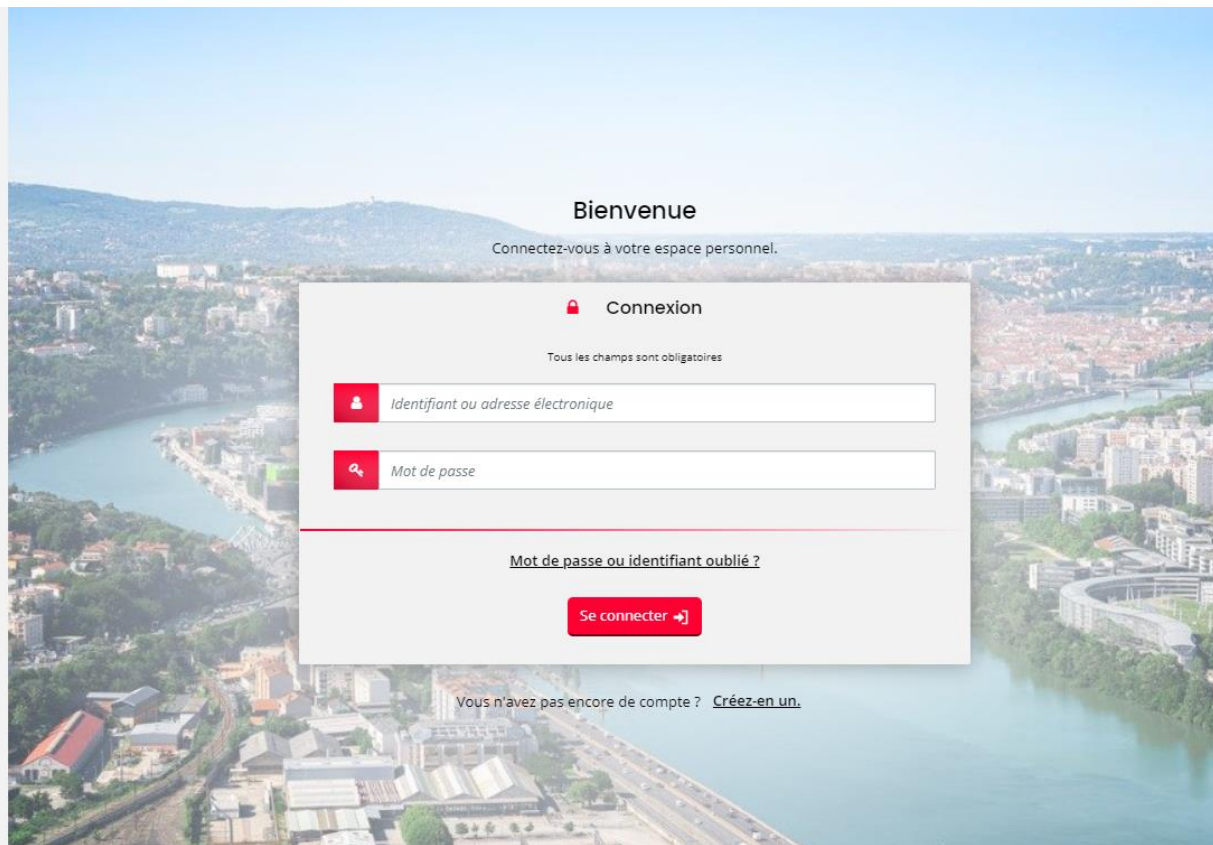 Bienvenue
Connectez-vous à votre espace personnel.
Connexion
Tous les champs sont obligatoires
Identifiant ou adresse électronique
Mot de passe
Mot de passe ou identifiant oublié ?
Se connecter
Vous n'avez pas encore de compte ? Créez-en un.